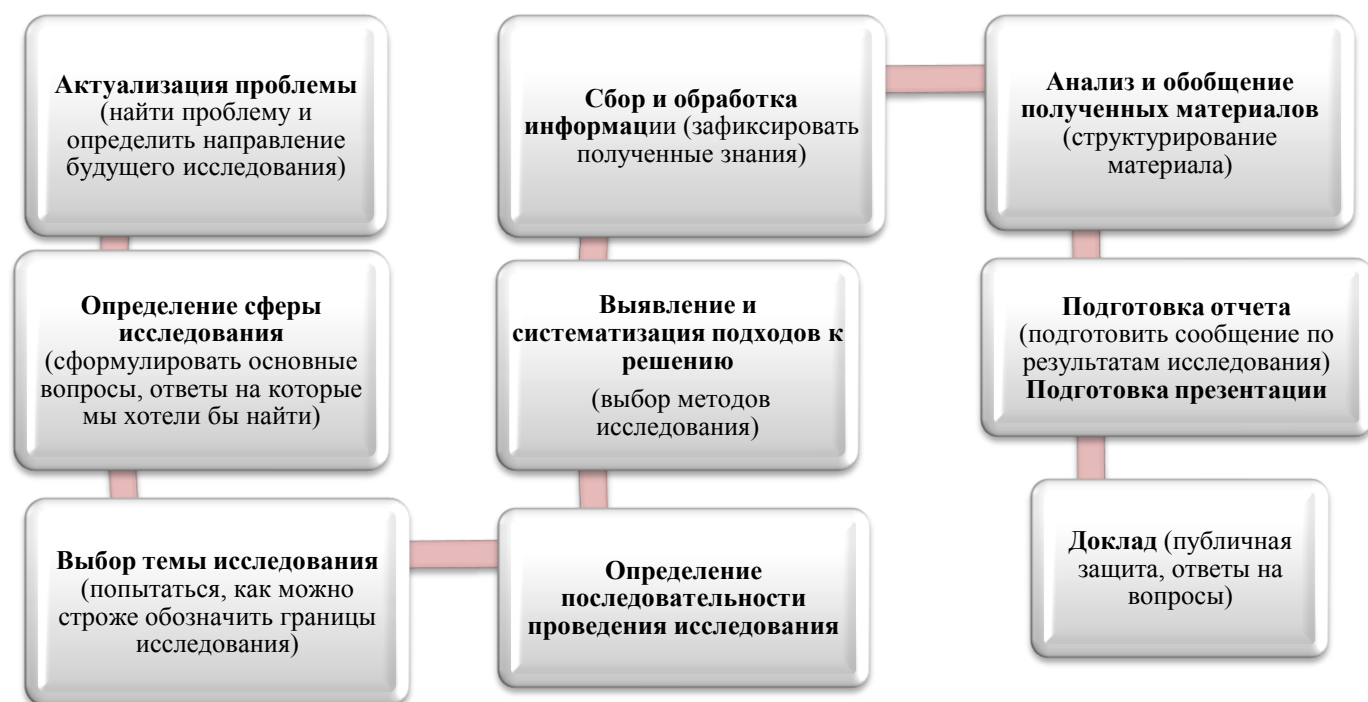 Актуализация проблемы
(найти проблему и
определить направление
будущего исследования)
Определение сферы
исследования
(сформулировать основные
вопросы, ответы на которые
мы хотели бы найти)
Выбор темы исследования
(попытаться, как можно
строже обозначить границы
исследования)
Определение
последовательности
проведения исследования
Выявление и
систематизация подходов к
решению
(выбор методов
исследования)
Сбор и обработка
информации (зафиксировать
полученные знания)
Анализ и обобщение
полученных материалов
(структурирование
материала)
Подготовка отчета
(подготовить сообщение по
результатам исследования)
Подготовка презентации
Доклад (публичная
защита, ответы на
вопросы)